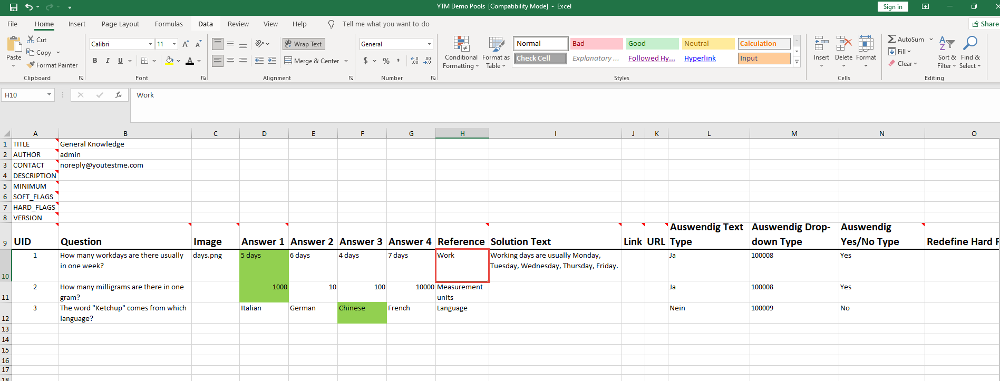 YTM Demo Pools  [Compatibility Mode]  -  Excel
Sign in
File Home Insert Page Layout Formulas Data Review View Help Tell me what you want to do
Share
Paste
Cut
Copy
Format Painter
Clipboard
Calibri 11
B I U
Font
ab Wrap Text
Merge & Center
Alignment
General
$ % ,
Number
Conditional Formatting
Format as Table
Normal Bad Good Neutral Calculation
Check Cell Explanatory ... Followed Hy... Hyperlink Input
Styles
Insert Delete Format
Cells
AutoSum
Fill
Clear
Sort & Filter
Find & Select
Editing
H10 fx Work
A B C D E F G H I J K L M N O
1 TITLE General Knowledge
2 AUTHOR admin
3 CONTACT noreply@youtestme.com
4 DESCRIPTION
5 MINIMUM
6 SOFT_FLAGS
7 HARD_FLAGS
8 VERSION
9 UID Question Image Answer 1 Answer 2 Answer 3 Answer 4 Reference Solution Text Link URL Auswendig Text Type Auswendig Drop-down Type Auswendig Yes/No Type Redefine Hard F
10 1 How many workdays are there usually in one week? days.png 5 days 6 days 4 days 7 days Work Working days are usually Monday, Tuesday, Wednesday, Thursday, Friday. Ja 100008 Yes
11 2 How many milligrams are there in one gram? 1000 10 100 10000 Measurement units Ja 100008 Yes
12 3 The word "Ketchup" comes from which language? Italian German Chinese French Language Nein 100009 No
13
14
15
16
17
18